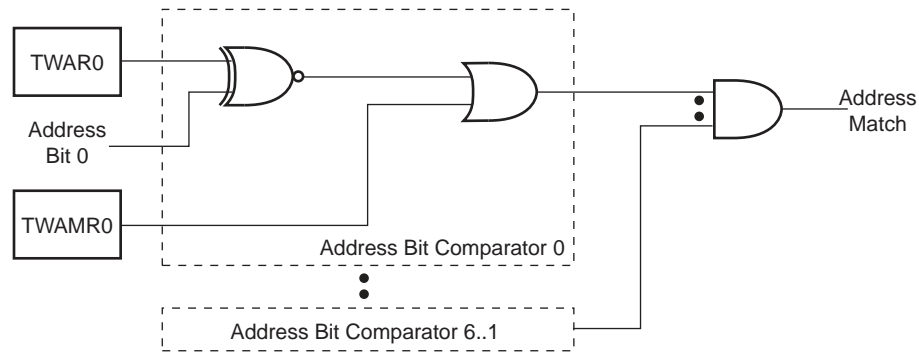 TWAR0
Address
Bit 0
TWAMR0
Address Bit Comparator 0
Address
Match
Address Bit Comparator 6..1